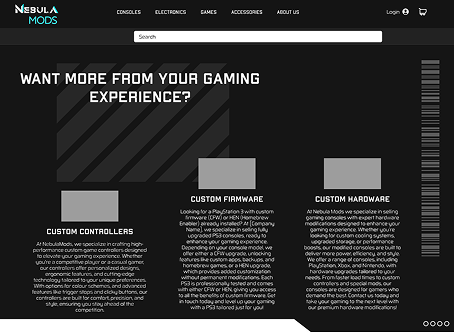 NEBULA
MODS
CONSOLES ELECTRONICS GAMES ACCESSORIES ABOUT US
Login
Search
WANT MORE FROM YOUR GAMING
EXPERIENCE?
CUSTOM CONTROLLERS
At NebulaMods, we specialize in crafting high-
performance custom game controllers designed
to elevate your gaming experience. Whether
you're a competitive player or a casual gamer,
our controllers offer personalized designs,
ergonomic features, and cutting-edge
technology tailored to your unique preferences.
With options for colour schemes, and advanced
features like trigger stops and clicky buttons, our
controllers are built for comfort, precision, and
style, ensuring you stay ahead of the
competition.
CUSTOM FIRMWARE
Looking for a PlayStation 3 with custom
firmware (CFW) or HEN (Homebrew
Enabler) already installed? At [Company
Name], we specialize in selling fully
upgraded PS3 consoles, ready to
enhance your gaming experience.
Depending on your console model, we
offer either a CFW upgrade, unlocking
features like custom apps, backups, and
homebrew games, or a HEN upgrade,
which provides added customization
without permanent modifications. Each
PS3 is professionally tested and comes
with either CFW or HEN, giving you access
to all the benefits of custom firmware. Get
in touch today and level up your gaming
with a PS3 tailored just for you!
CUSTOM HARDWARE
At Nebula Mods we specialize in selling
gaming consoles with expert hardware
modifications designed to enhance your
gaming experience. Whether you're
looking for custom cooling systems,
upgraded storage, or performance
boosts, our modified consoles are built to
deliver more power, efficiency, and style.
We offer a range of consoles, including
PlayStation, Xbox, and Nintendo, with
hardware upgrades tailored to your
needs. From faster load times to custom
controllers and special mods, our
consoles are designed for gamers who
demand the best. Contact us today and
take your gaming to the next level with
our premium hardware modifications!